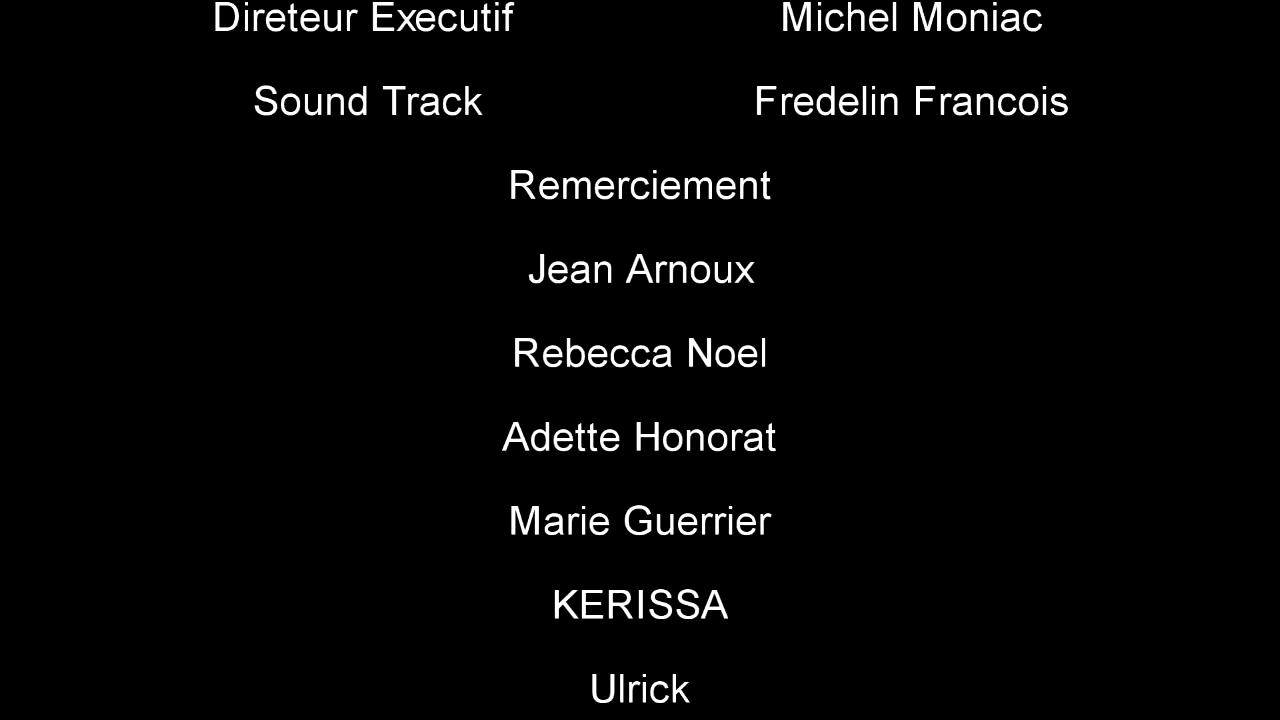 Direteur Executif Michel Moniac
Sound Track Fredelin Francois
Remerciement
Jean Arnoux
Rebecca Noel
Adette Honorat
Marie Guerrier
KERISSA
Ulrick